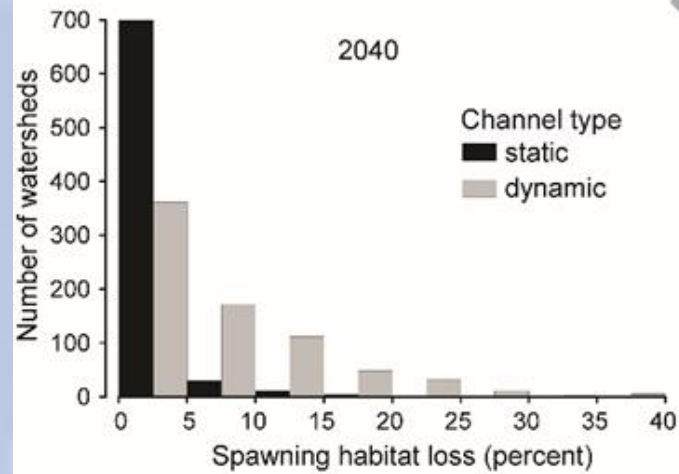 700
600
500
400
300
200
100
0
Number of watersheds
2040
Channel type
static
dynamic
0 5 10 15 20 25 30 35 40
Spawning habitat loss (percent)